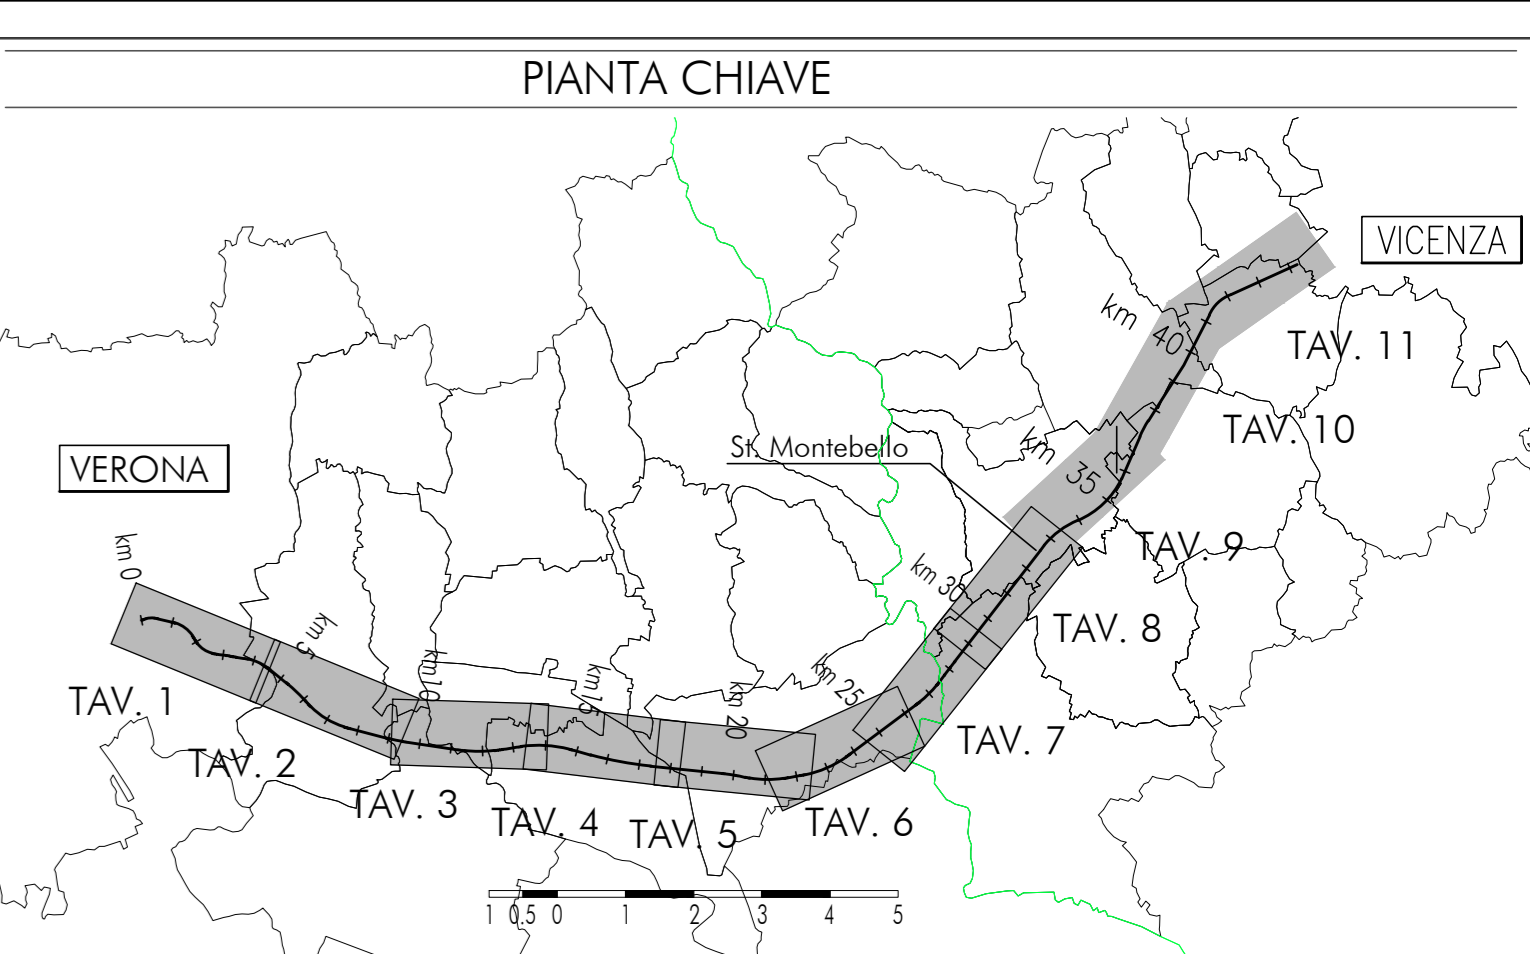 PIANTA CHIAVE
VICENZA
km 40
TAV. 11
TAV. 10
St. Montebello
km 35
VERONA
TAV. 9
km 0
km 30
TAV. 8
km 5
km 10
km 15
km 20
km 25
TAV. 1
TAV. 7
TAV. 2
TAV. 3
TAV. 4
TAV. 5
TAV. 6
1 0.5 0 1 2 3 4 5